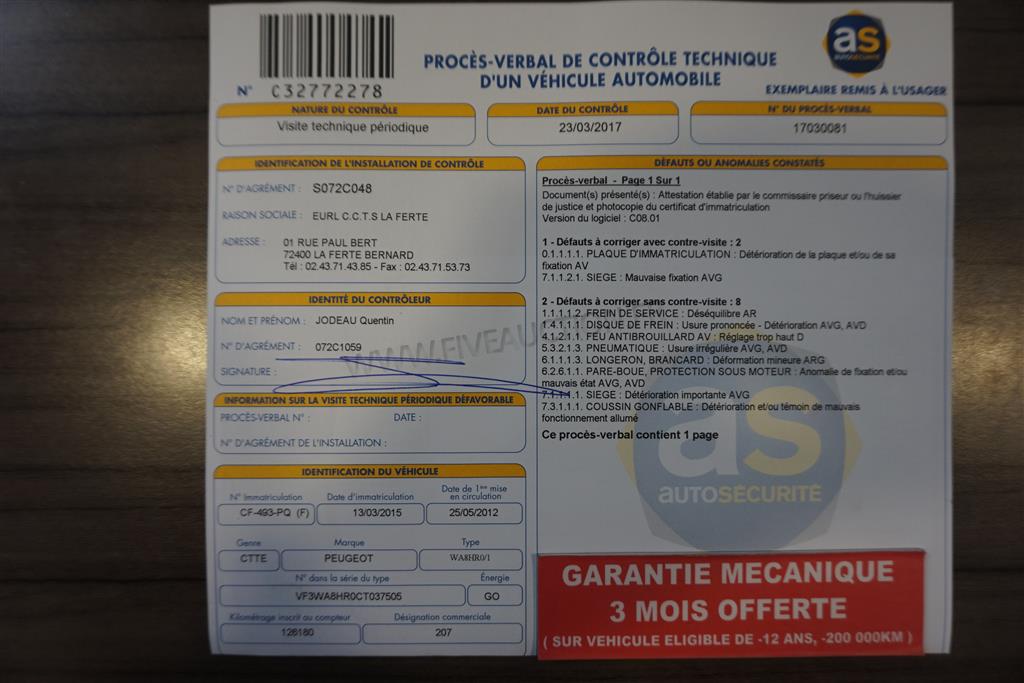 as
AUTOSÉCURITÉ
PROCÈS-VERBAL DE CONTRÔLE TECHNIQUE
D'UN VÉHICULE AUTOMOBILE
N° C32772278
EXEMPLAIRE REMIS À L'USAGER
NATURE DU CONTRÔLE
Visite technique périodique
DATE DU CONTRÔLE
23/03/2017
N° DU PROCÈS-VERBAL
17030081
IDENTIFICATION DE L'INSTALLATION DE CONTRÔLE
N° D'AGRÉMENT : S072C048
RAISON SOCIALE : EURL C.C.T.S LA FERTE
ADRESSE : 01 RUE PAUL BERT
72400 LA FERTE BERNARD
Tél : 02.43.71.43.85 - Fax : 02.43.71.53.73
IDENTITÉ DU CONTRÔLEUR
NOM ET PRÉNOM : JODEAU Quentin
N° D'AGRÉMENT : 072C1059
SIGNATURE :
INFORMATION SUR LA VISITE TECHNIQUE PÉRIODIQUE DÉFAVORABLE
PROCÈS-VERBAL N° : DATE :
N° D'AGRÉMENT DE L'INSTALLATION :
IDENTIFICATION DU VÉHICULE
N° Immatriculation
CF-493-PQ (F)
Date d'immatriculation
13/03/2015
Date de 1ère mise
en circulation
25/05/2012
Genre
CTTE
Marque
PEUGEOT
Type
WA8HR0/1
N° dans la série du type
VF3WA8HR0CT037505
Énergie
GO
Kilométrage inscrit au compteur
126180
Désignation commerciale
207
DÉFAUTS OU ANOMALIES CONSTATÉS
Procès-verbal - Page 1 Sur 1
Document(s) présenté(s) : Attestation établie par le commissaire priseur ou l'huissier
de justice et photocopie du certificat d'immatriculation
Version du logiciel : C08.01
1 - Défauts à corriger avec contre-visite : 2
0.1.1.1.1. PLAQUE D'IMMATRICULATION : Détérioration de la plaque et/ou de sa
fixation AV
7.1.1.2.1. SIEGE : Mauvaise fixation AVG
2 - Défauts à corriger sans contre-visite : 8
1.1.1.1.2. FREIN DE SERVICE : Déséquilibre AR
1.4.1.1.1. DISQUE DE FREIN : Usure prononcée - Détérioration AVG, AVD
4.1.2.1.1. FEU ANTIBROUILLARD AV : Réglage trop haut D
5.3.2.1.3. PNEUMATIQUE : Usure irrégulière AVG, AVD
6.1.1.1.3. LONGERON, BRANCARD : Déformation mineure ARG
6.2.6.1.1. PARE-BOUE, PROTECTION SOUS MOTEUR : Anomalie de fixation et/ou
mauvais état AVG, AVD
7.1.1.1.1. SIEGE : Détérioration importante AVG
7.3.1.1.1. COUSSIN GONFLABLE : Détérioration et/ou témoin de mauvais
fonctionnement allumé
Ce procès-verbal contient 1 page
as
AUTOSÉCURITÉ
GARANTIE MECANIQUE
3 MOIS OFFERTE
( SUR VEHICULE ELIGIBLE DE -12 ANS, -200 000KM )